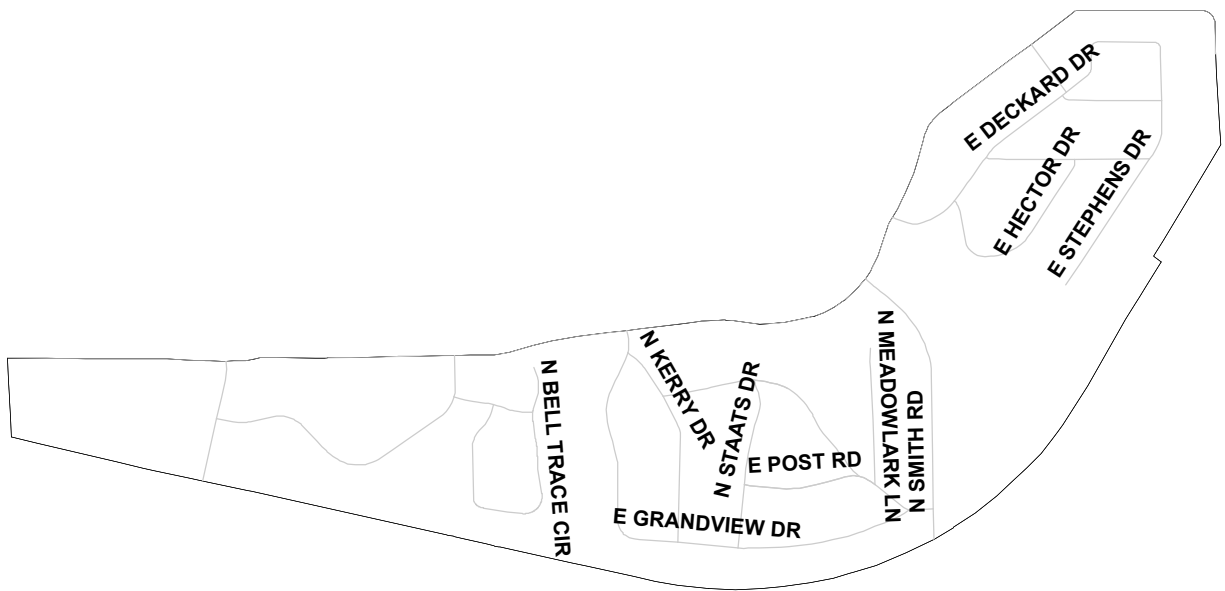 E DECKARD DR
E HECTOR DR
E STEPHENS DR
N MEADOWLARK LN
N SMITH RD
N KERRY DR
N STAATS DR
N BELL TRACE CIR
E POST RD
E GRANDVIEW DR